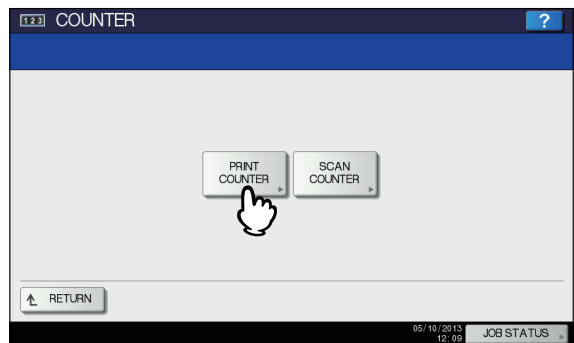 123 COUNTER
?
PRINT
COUNTER
SCAN
COUNTER
RETURN
05/10/2013
12:09
JOB STATUS